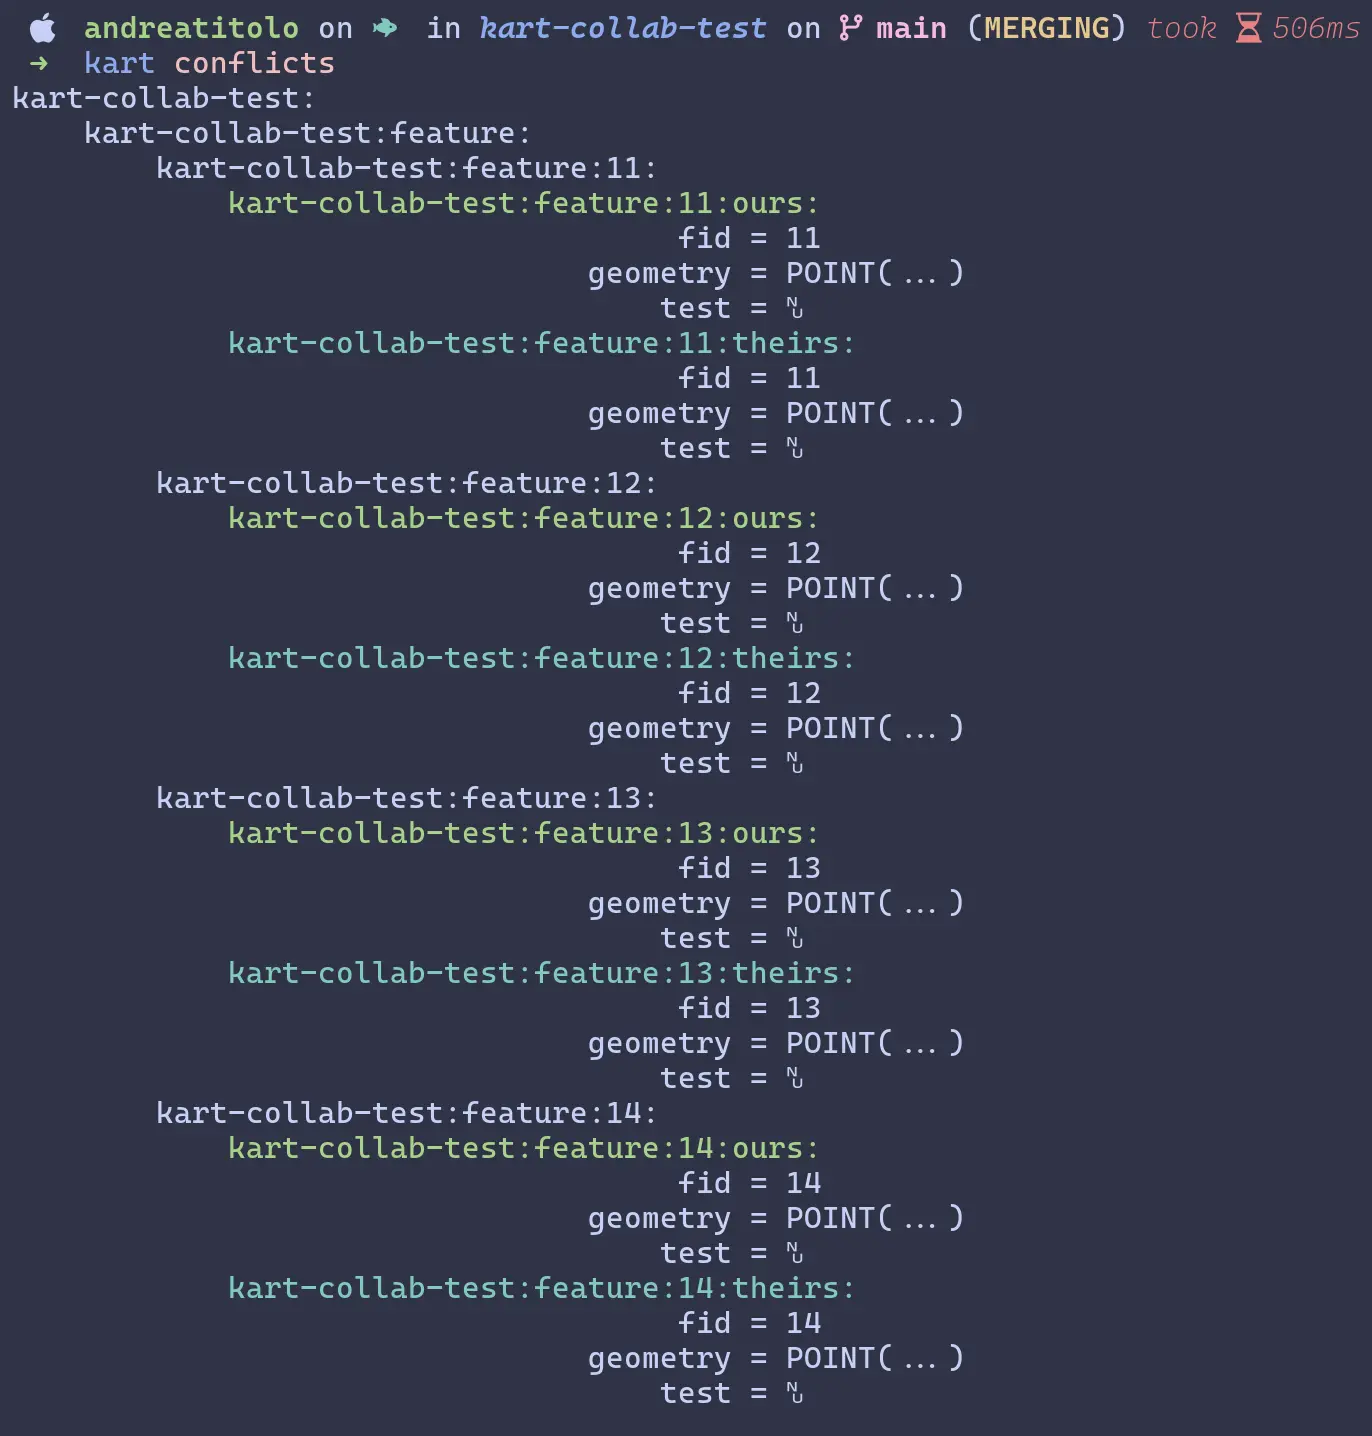 andreatitolo on in kart-collab-test on main (MERGING) took 506ms
→ kart conflicts
kart-collab-test:
kart-collab-test:feature:
kart-collab-test:feature:11:
kart-collab-test:feature:11:ours:
fid = 11
geometry = POINT(...)
test = ␀
kart-collab-test:feature:11:theirs:
fid = 11
geometry = POINT(...)
test = ␀
kart-collab-test:feature:12:
kart-collab-test:feature:12:ours:
fid = 12
geometry = POINT(...)
test = ␀
kart-collab-test:feature:12:theirs:
fid = 12
geometry = POINT(...)
test = ␀
kart-collab-test:feature:13:
kart-collab-test:feature:13:ours:
fid = 13
geometry = POINT(...)
test = ␀
kart-collab-test:feature:13:theirs:
fid = 13
geometry = POINT(...)
test = ␀
kart-collab-test:feature:14:
kart-collab-test:feature:14:ours:
fid = 14
geometry = POINT(...)
test = ␀
kart-collab-test:feature:14:theirs:
fid = 14
geometry = POINT(...)
test = ␀